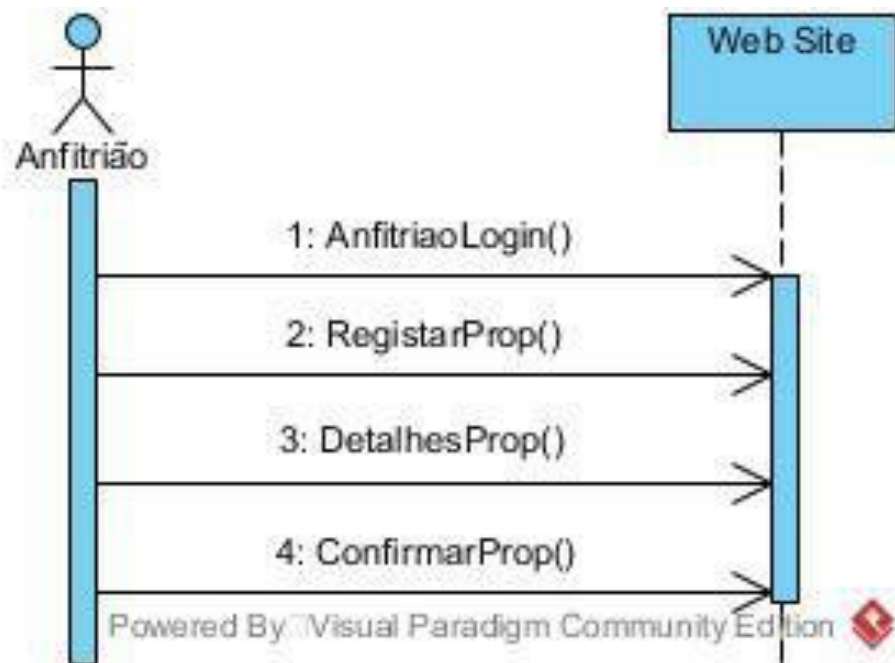 Web Site
Anfitrião
1: AnfitriaoLogin()
2: RegistarProp()
3: DetalhesProp()
4: ConfirmarProp()
Powered By Visual Paradigm Community Edition